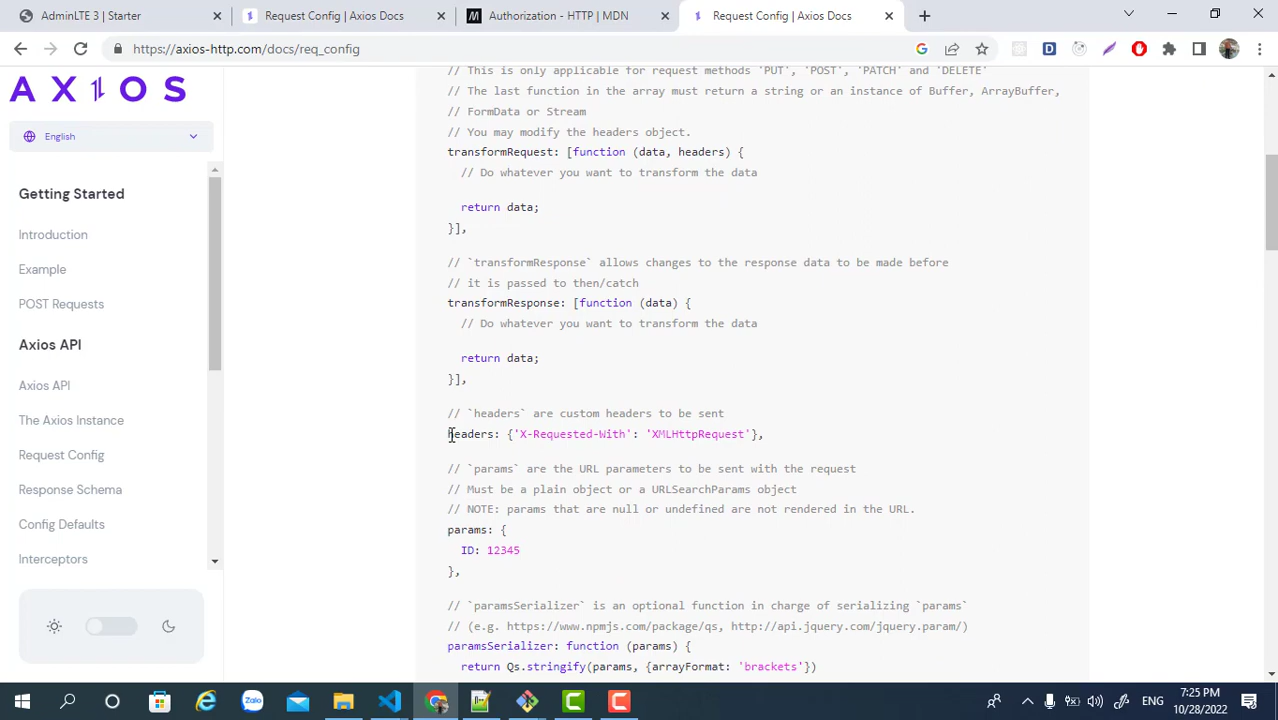 AdminLTE 3 | Starter
Request Config | Axios Docs
Authorization - HTTP | MDN
Request Config | Axios Docs
https://axios-http.com/docs/req_config
AXIOS
English
Getting Started
Introduction
Example
POST Requests
Axios API
Axios API
The Axios Instance
Request Config
Response Schema
Config Defaults
Interceptors
// This is only applicable for request methods 'PUT', 'POST', 'PATCH' and 'DELETE'
// The last function in the array must return a string or an instance of Buffer, ArrayBuffer,
// FormData or Stream
// You may modify the headers object.
transformRequest: [function (data, headers) {
// Do whatever you want to transform the data
return data;
}],
// `transformResponse` allows changes to the response data to be made before
// it is passed to then/catch
transformResponse: [function (data) {
// Do whatever you want to transform the data
return data;
}],
// `headers` are custom headers to be sent
headers: {'X-Requested-With': 'XMLHttpRequest'},
// `params` are the URL parameters to be sent with the request
// Must be a plain object or a URLSearchParams object
// NOTE: params that are null or undefined are not rendered in the URL.
params: {
ID: 12345
},
// `paramsSerializer` is an optional function in charge of serializing `params`
// (e.g. https://www.npmjs.com/package/qs, http://api.jquery.com/jquery.param/)
paramsSerializer: function (params) {
return Qs.stringify(params, {arrayFormat: 'brackets'})
Zalo
ENG
7:25 PM
10/28/2022